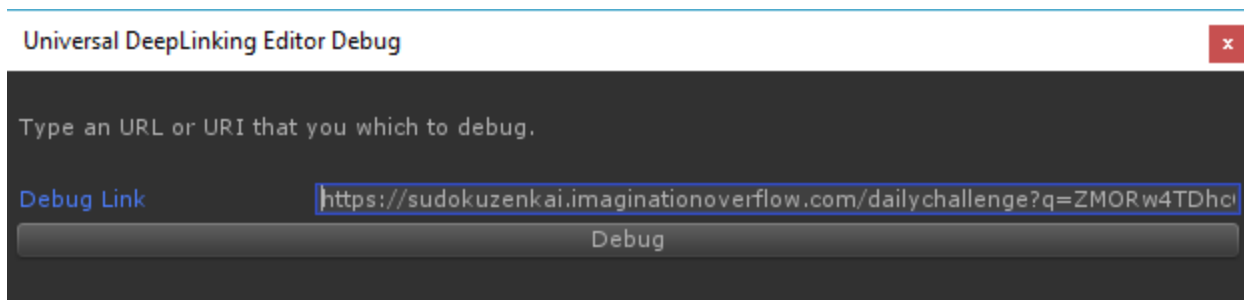 Universal DeepLinking Editor Debug
x
Type an URL or URI that you which to debug.
Debug Link https://sudokuzenkai.imaginationoverflow.com/dailychallenge?q=ZMORw4TDhc
Debug